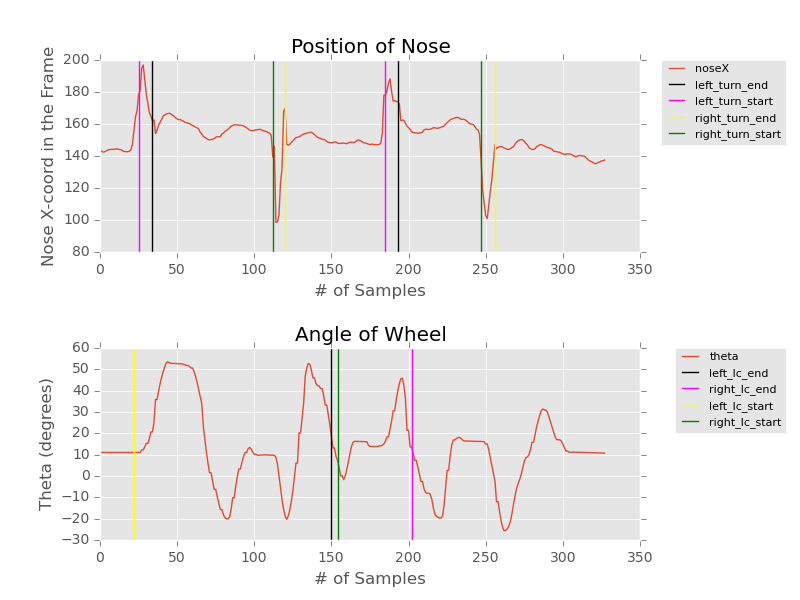 Position of Nose
Nose X-coord in the Frame
200
180
160
140
120
100
80
0 50 100 150 200 250 300 350
# of Samples
noseX
left_turn_end
left_turn_start
right_turn_end
right_turn_start
Angle of Wheel
Theta (degrees)
60
50
40
30
20
10
0
−10
−20
−30
0 50 100 150 200 250 300 350
# of Samples
theta
left_lc_end
right_lc_end
left_lc_start
right_lc_start